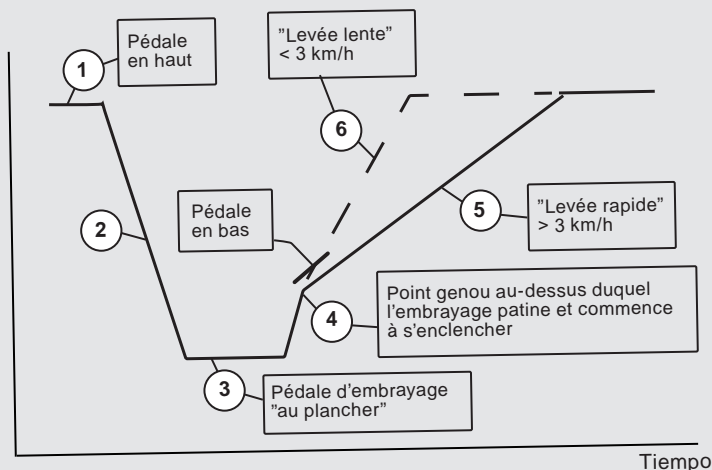 Pédale
en haut
1
"Levée lente"
< 3 km/h
6
2
Pédale
en bas
5
"Levée rapide"
> 3 km/h
4
Point genou au-dessus duquel
l'embrayage patine et commence
à s'enclencher
3
Pédale d'embrayage
"au plancher"
Tiempo